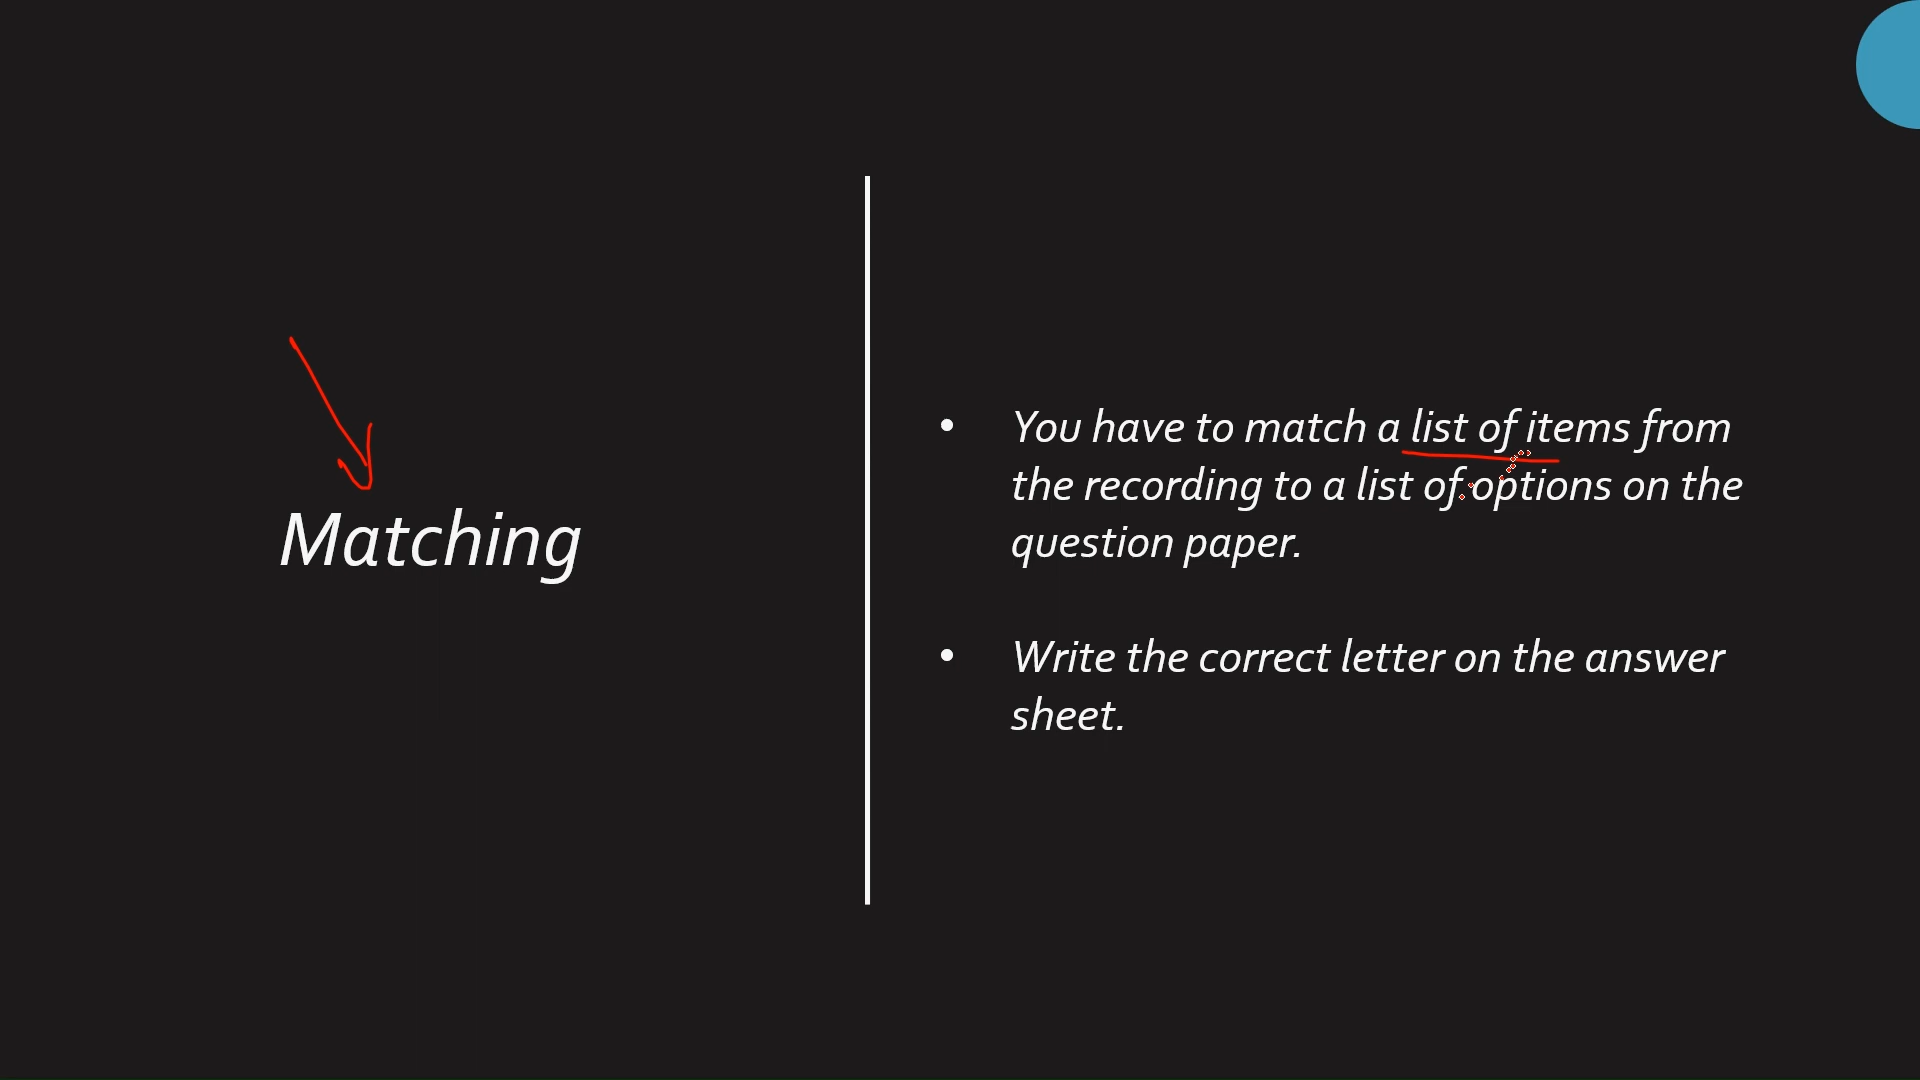 Matching
• You have to match a list of items from
the recording to a list of options on the
question paper.
• Write the correct letter on the answer
sheet.